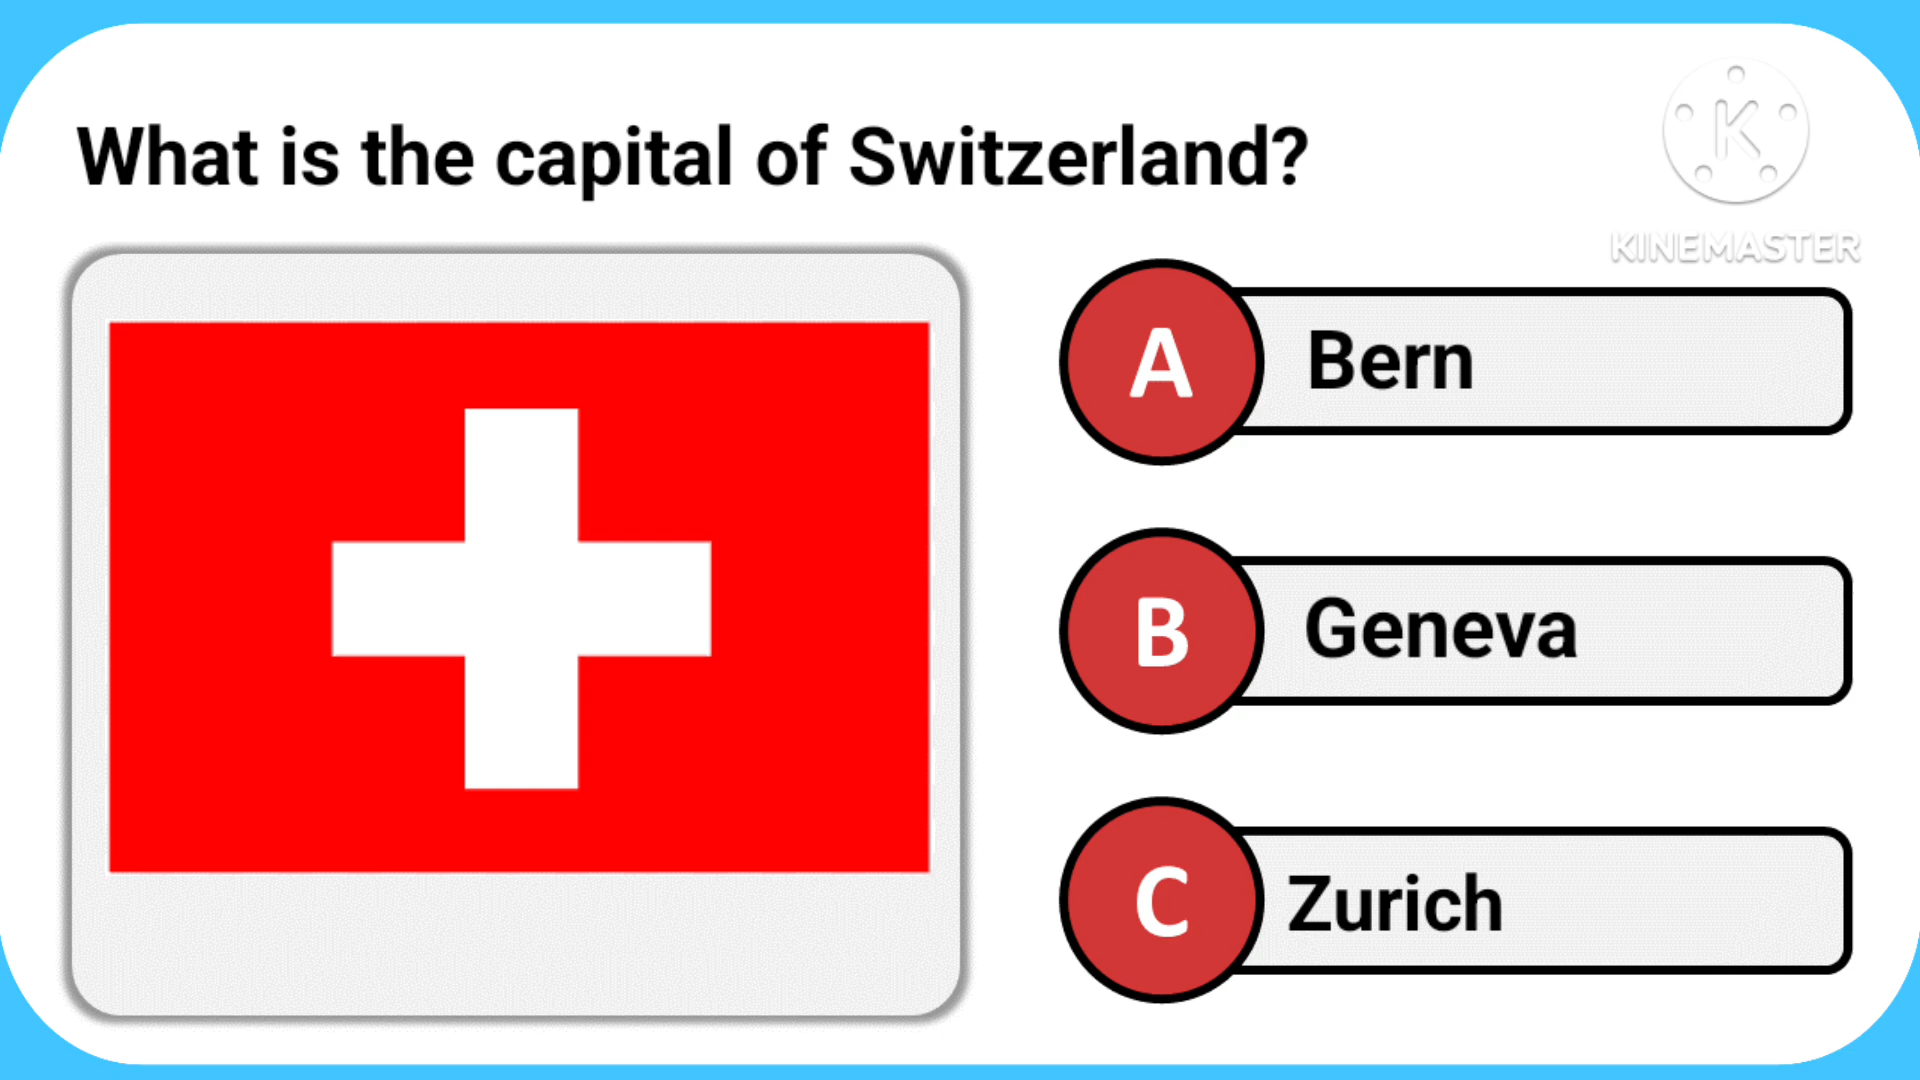 What is the capital of Switzerland?
K
KINEMASTER
A Bern
B Geneva
C Zurich